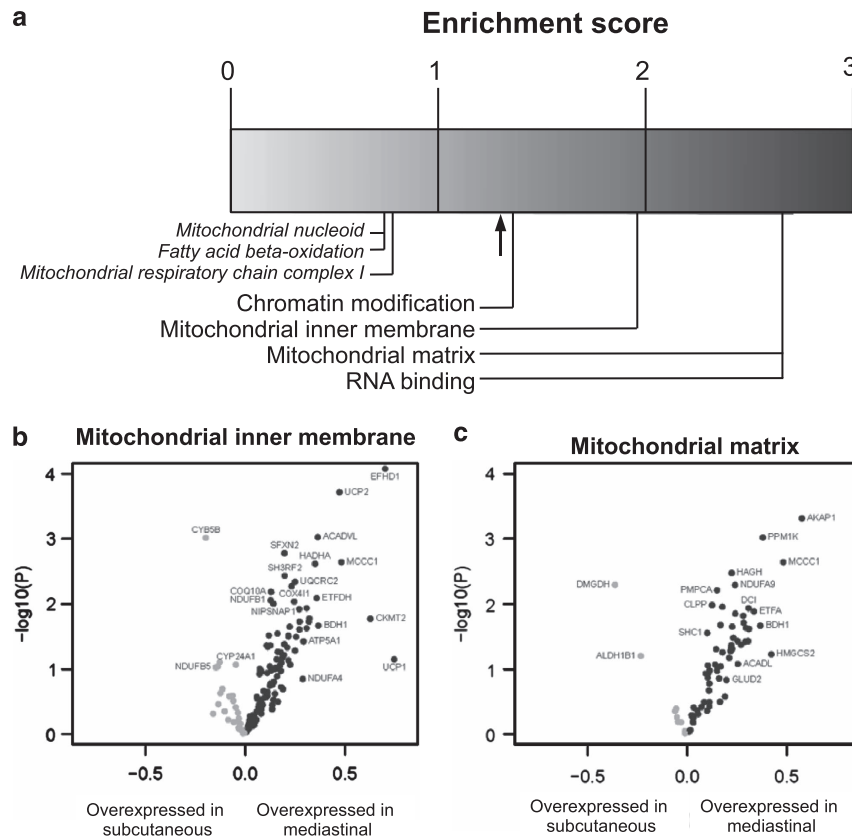 a
Enrichment score
0 1 2 3
Mitochondrial nucleoid
Fatty acid beta-oxidation
Mitochondrial respiratory chain complex I
Chromatin modification
Mitochondrial inner membrane
Mitochondrial matrix
RNA binding
b
Mitochondrial inner membrane
−log10(P)
4
3
2
1
0
EFHD1
UCP2
CYB5B
ACADVL
SFXN2
HADHA
MCCC1
SH3RF2
UQCRC2
COQ10A
COX4I1
ETFDH
NDUFB1
NIPSNAP1
CKMT2
BDH1
ATP5A1
CYP24A1
NDUFB5
UCP1
NDUFA4
−0.5 0.0 0.5
Overexpressed in
subcutaneous
Overexpressed in
mediastinal
c
Mitochondrial matrix
−log10(P)
4
3
2
1
0
AKAP1
PPM1K
MCCC1
HAGH
DMGDH
NDUFA9
PMPCA
DCI
CLPP
ETFA
BDH1
SHC1
ALDH1B1
HMGCS2
ACADL
GLUD2
−0.5 0.0 0.5
Overexpressed in
subcutaneous
Overexpressed in
mediastinal